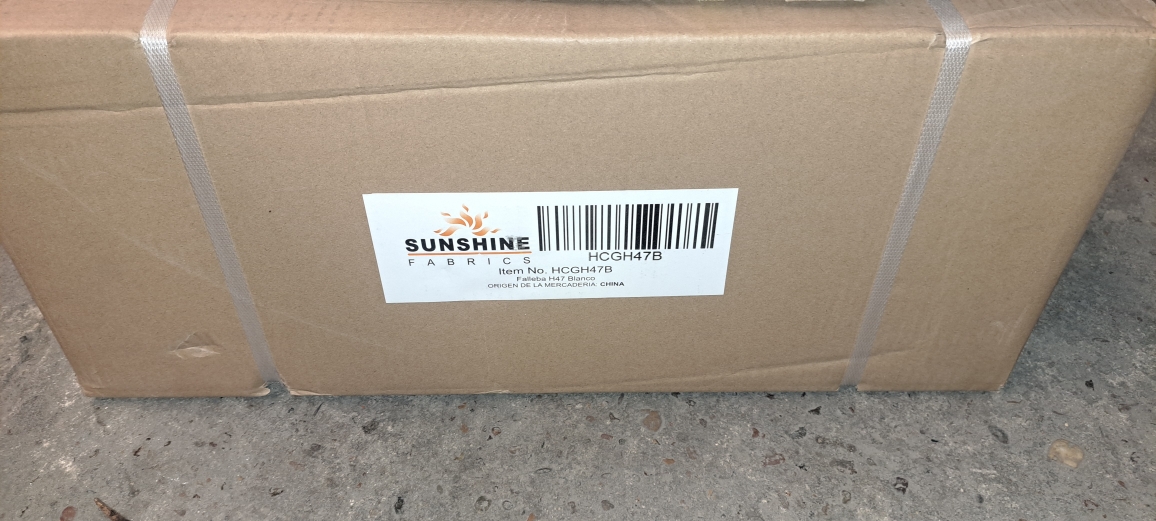 SUNSHINE
FABRICS
HCGH47B
Item No. HCGH47B
Falleba H47 Blanco
ORIGEN DE LA MERCADERIA: CHINA